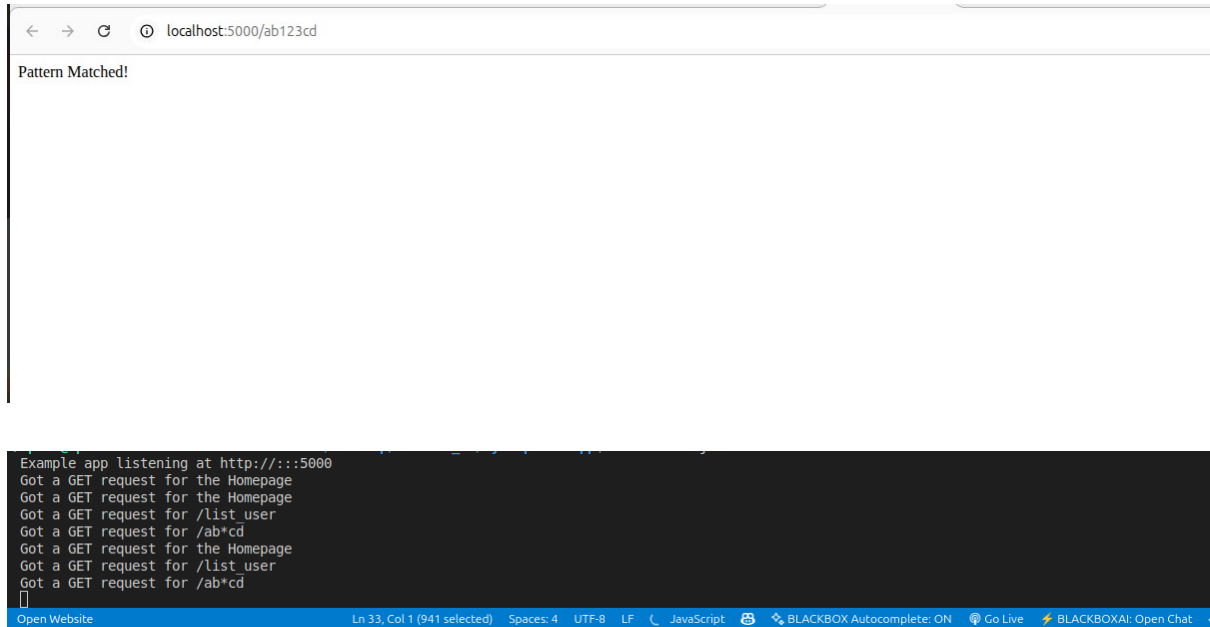 localhost:5000/ab123cd
Pattern Matched!
Example app listening at http://:::5000
Got a GET request for the Homepage
Got a GET request for the Homepage
Got a GET request for /list_user
Got a GET request for /ab*cd
Got a GET request for the Homepage
Got a GET request for /list_user
Got a GET request for /ab*cd
Open Website Ln 33, Col 1 (941 selected) Spaces: 4 UTF-8 LF JavaScript BLACKBOX Autocomplete: ON Go Live BLACKBOXAI: Open Chat